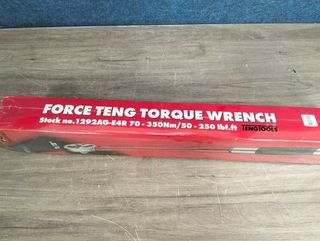 FORCE TENG TORQUE WRENCH
Stock no.1292AG-E4R 70 - 350Nm/50 - 250 lbf.ft
TENGTOOLS